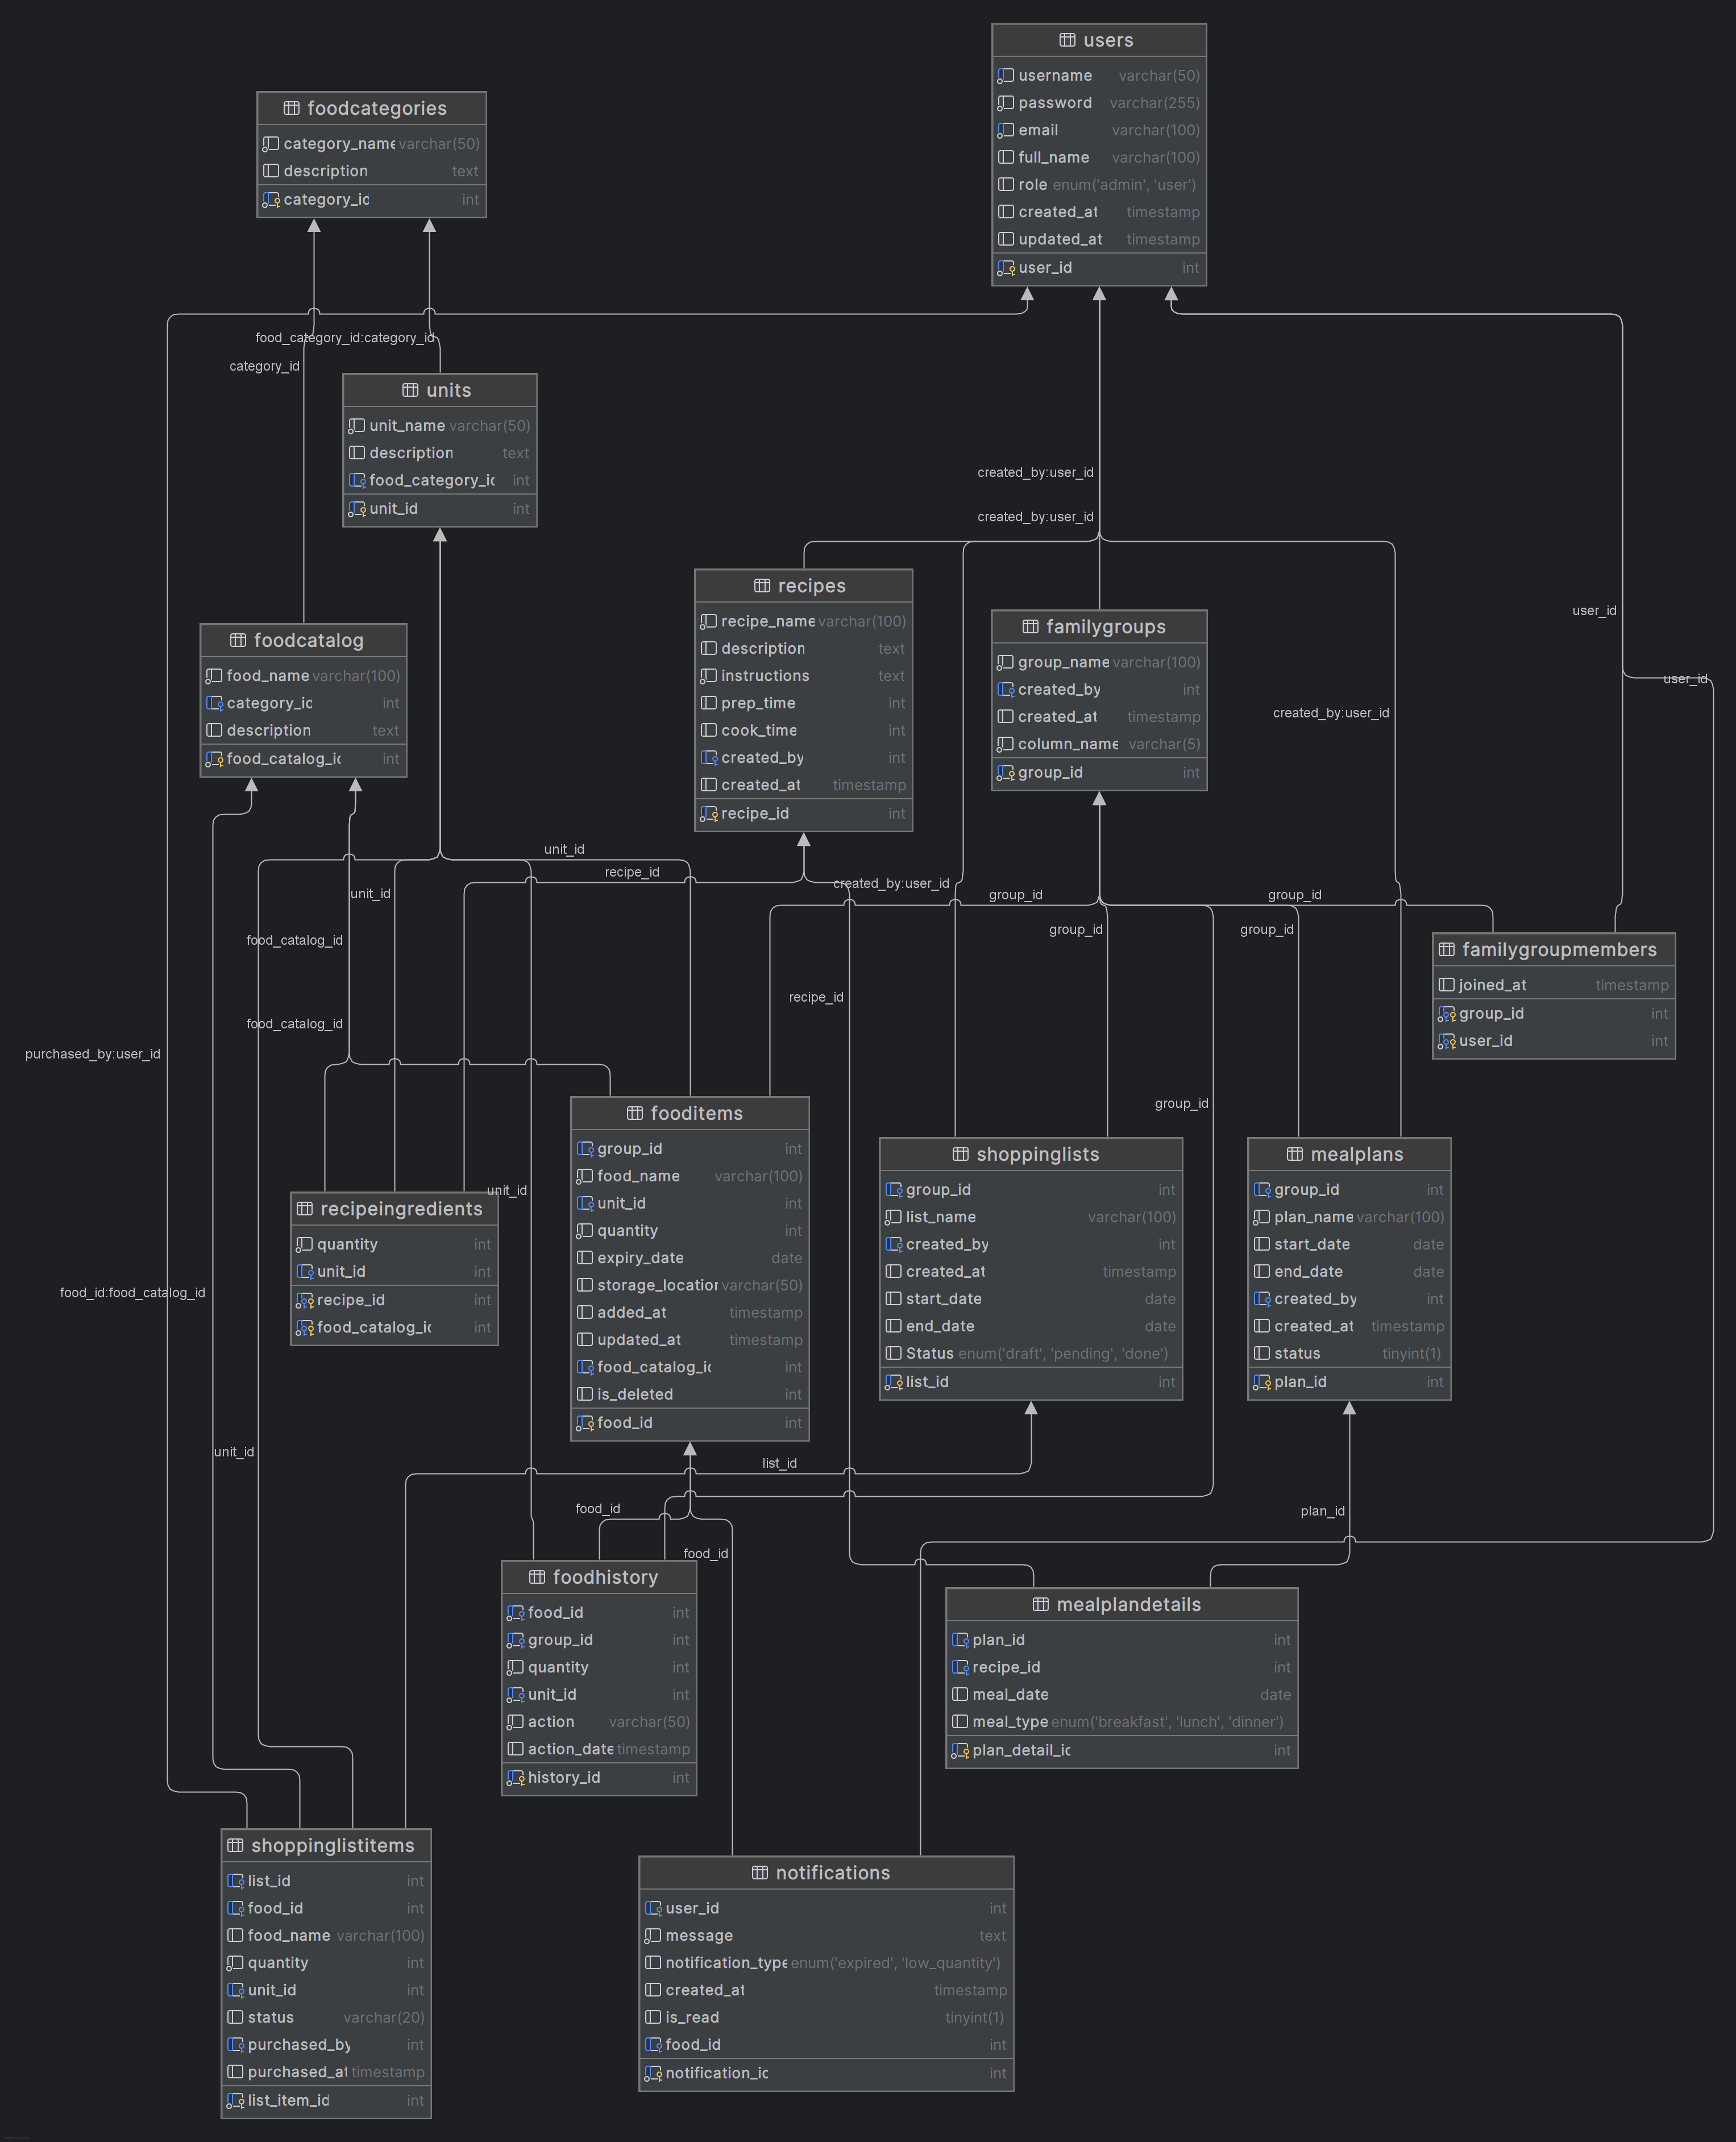 users
username varchar(50)
password varchar(255)
email varchar(100)
full_name varchar(100)
role enum('admin', 'user')
created_at timestamp
updated_at timestamp
user_id int
foodcategories
category_name varchar(50)
description text
category_id int
food_category_id:category_id
category_id
units
unit_name varchar(50)
description text
food_category_id int
unit_id int
created_by:user_id
created_by:user_id
recipes
recipe_name varchar(100)
description text
instructions text
prep_time int
cook_time int
created_by int
created_at timestamp
recipe_id int
familygroups
group_name varchar(100)
created_by int
created_at timestamp
column_name varchar(5)
group_id int
user_id
user_id
created_by:user_id
foodcatalog
food_name varchar(100)
category_id int
description text
food_catalog_id int
unit_id
recipe_id
unit_id
created_by:user_id
group_id
group_id
group_id
group_id
food_catalog_id
food_catalog_id
recipe_id
purchased_by:user_id
group_id
familygroupmembers
joined_at timestamp
group_id int
user_id int
fooditems
group_id int
food_name varchar(100)
unit_id int
quantity int
expiry_date date
storage_location varchar(50)
added_at timestamp
updated_at timestamp
food_catalog_id int
is_deleted int
food_id int
shoppinglists
group_id int
list_name varchar(100)
created_by int
created_at timestamp
start_date date
end_date date
Status enum('draft', 'pending', 'done')
list_id int
mealplans
group_id int
plan_name varchar(100)
start_date date
end_date date
created_by int
created_at timestamp
status tinyint(1)
plan_id int
unit_id
recipeingredients
quantity int
unit_id int
recipe_id int
food_catalog_id int
food_id:food_catalog_id
unit_id
list_id
food_id
plan_id
food_id
foodhistory
food_id int
group_id int
quantity int
unit_id int
action varchar(50)
action_date timestamp
history_id int
mealplandetails
plan_id int
recipe_id int
meal_date date
meal_type enum('breakfast', 'lunch', 'dinner')
plan_detail_id int
shoppinglistitems
list_id int
food_id int
food_name varchar(100)
quantity int
unit_id int
status varchar(20)
purchased_by int
purchased_at timestamp
list_item_id int
notifications
user_id int
message text
notification_type enum('expired', 'low_quantity')
created_at timestamp
is_read tinyint(1)
food_id int
notification_id int